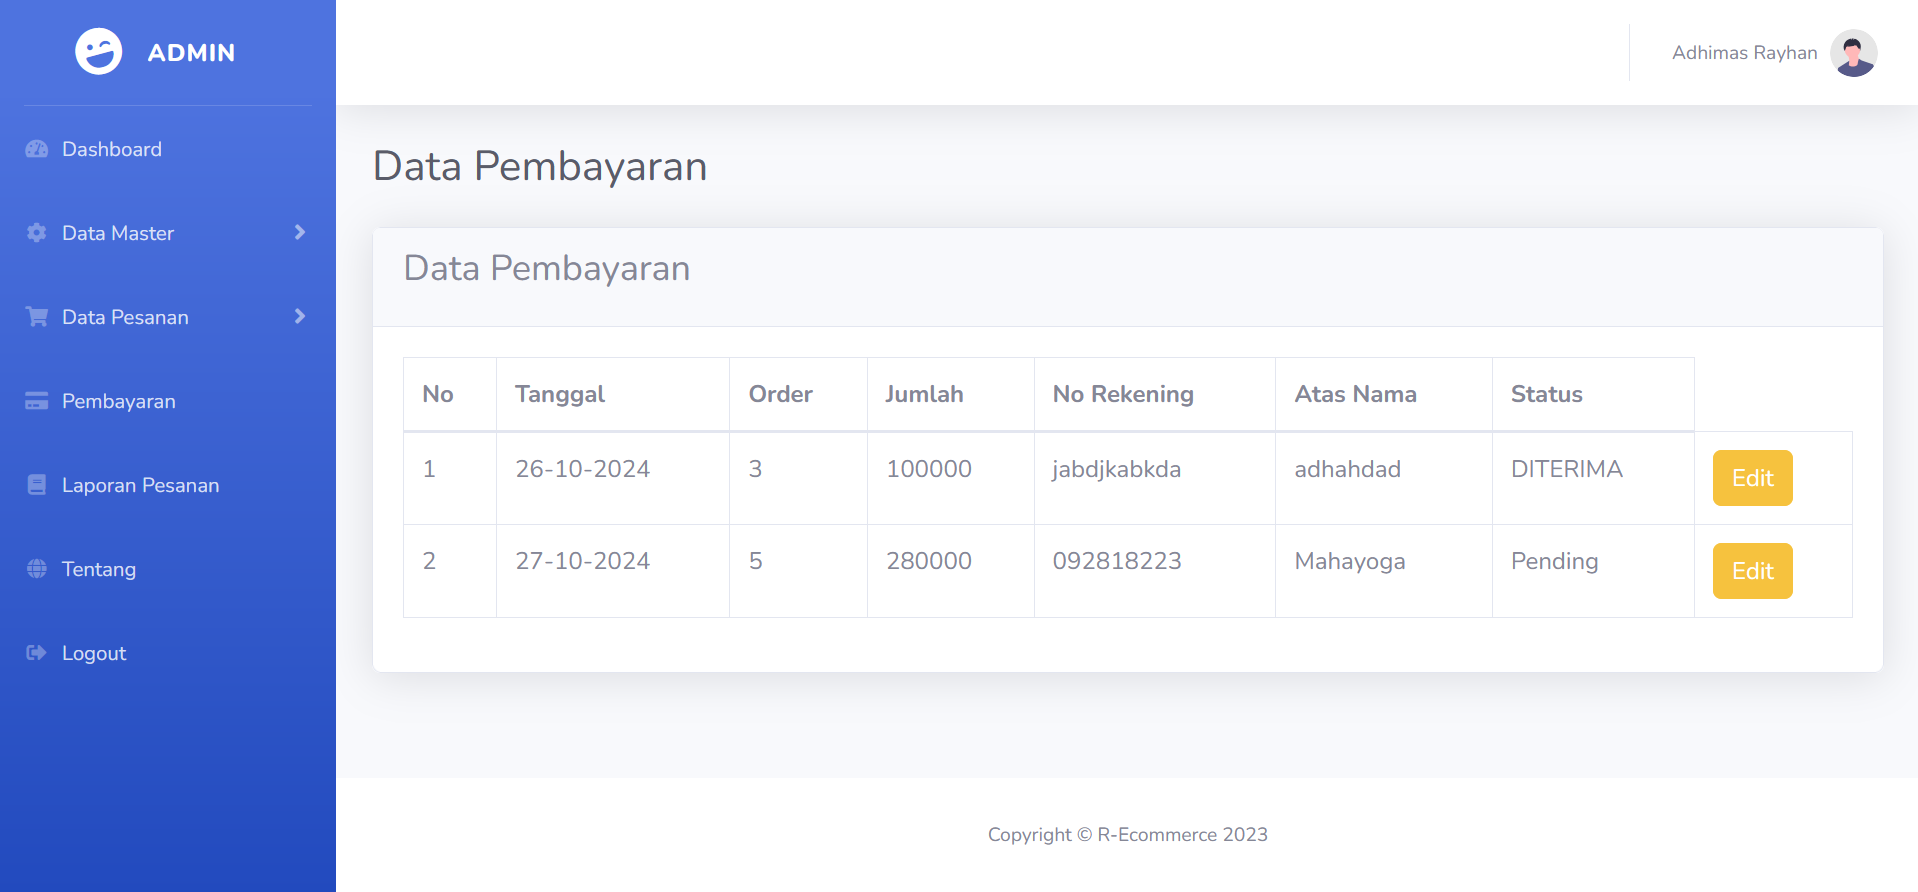 ADMIN
Adhimas Rayhan
Dashboard
Data Master
Data Pesanan
Pembayaran
Laporan Pesanan
Tentang
Logout
Data Pembayaran
Data Pembayaran
No Tanggal Order Jumlah No Rekening Atas Nama Status
1 26-10-2024 3 100000 jabdjkabkda adhahdad DITERIMA Edit
2 27-10-2024 5 280000 092818223 Mahayoga Pending Edit
Copyright © R-Ecommerce 2023